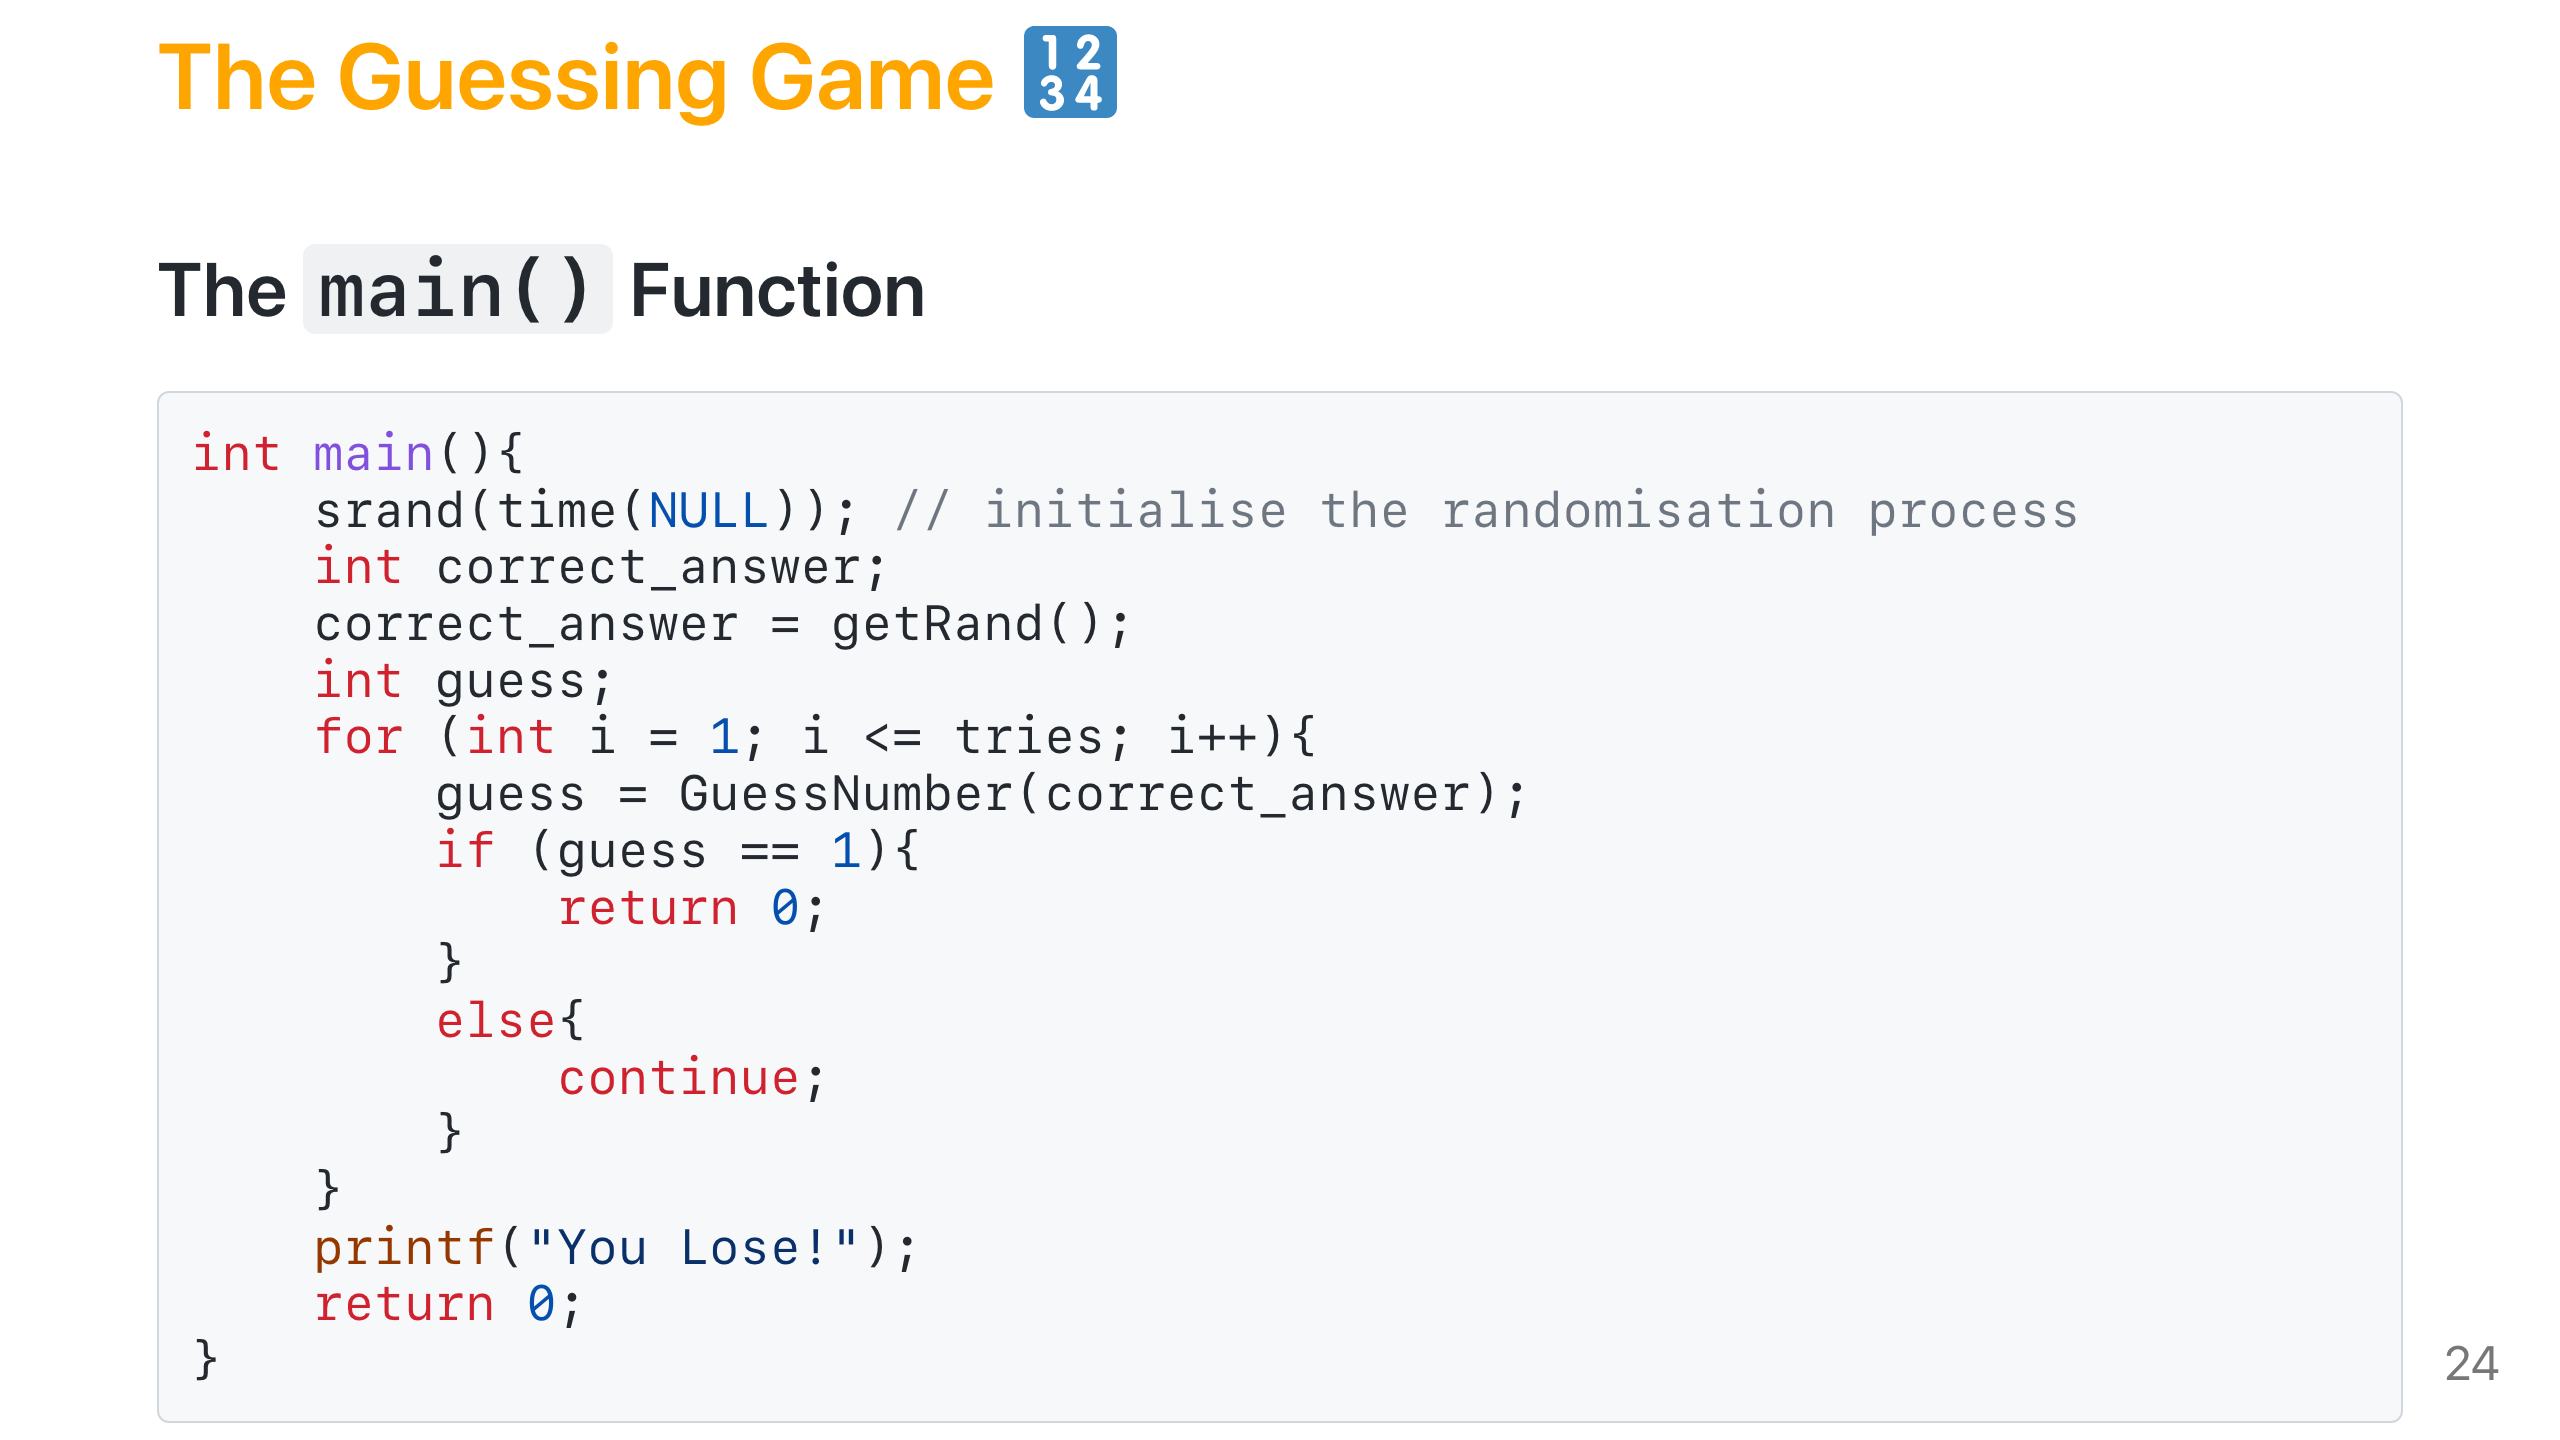 The Guessing Game 🔢
The main() Function
int main(){
    srand(time(NULL)); // initialise the randomisation process
    int correct_answer;
    correct_answer = getRand();
    int guess;
    for (int i = 1; i <= tries; i++){
        guess = GuessNumber(correct_answer);
        if (guess == 1){
            return 0;
        }
        else{
            continue;
        }
    }
    printf("You Lose!");
    return 0;
}
24